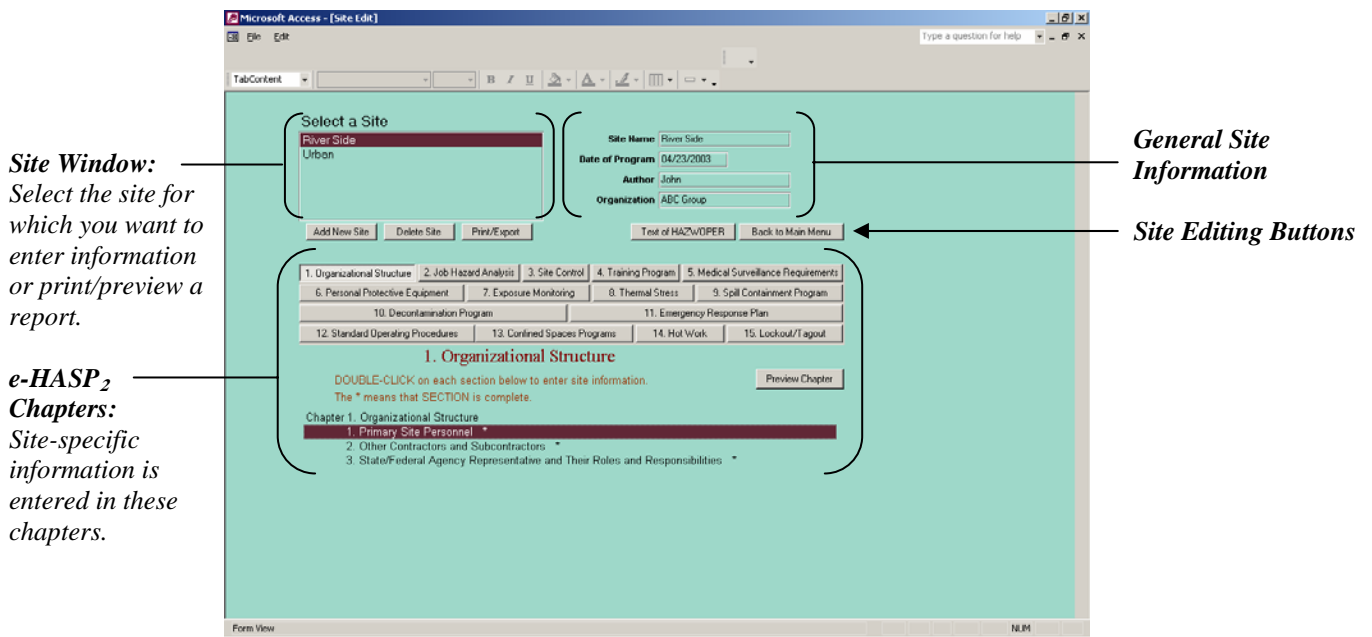 Microsoft Access - [Site Edit]
File Edit
Type a question for help
TabContent
B I U
Select a Site
River Side
Urban
Site Name River Side
Date of Program 04/23/2003
Author John
Organization ABC Group
Add New Site Delete Site Print/Export Text of HAZWOPER Back to Main Menu
1. Organizational Structure 2. Job Hazard Analysis 3. Site Control 4. Training Program 5. Medical Surveillance Requirements
6. Personal Protective Equipment 7. Exposure Monitoring 8. Thermal Stress 9. Spill Containment Program
10. Decontamination Program 11. Emergency Response Plan
12. Standard Operating Procedures 13. Confined Spaces Programs 14. Hot Work 15. Lockout/Tagout
1. Organizational Structure
DOUBLE-CLICK on each section below to enter site information.
The * means that SECTION is complete.
Preview Chapter
Chapter 1. Organizational Structure
1. Primary Site Personnel *
2. Other Contractors and Subcontractors *
3. State/Federal Agency Representative and Their Roles and Responsibilities *
Form View NUM
Site Window:
Select the site for
which you want to
enter information
or print/preview a
report.
e-HASP2
Chapters:
Site-specific
information is
entered in these
chapters.
General Site
Information
Site Editing Buttons